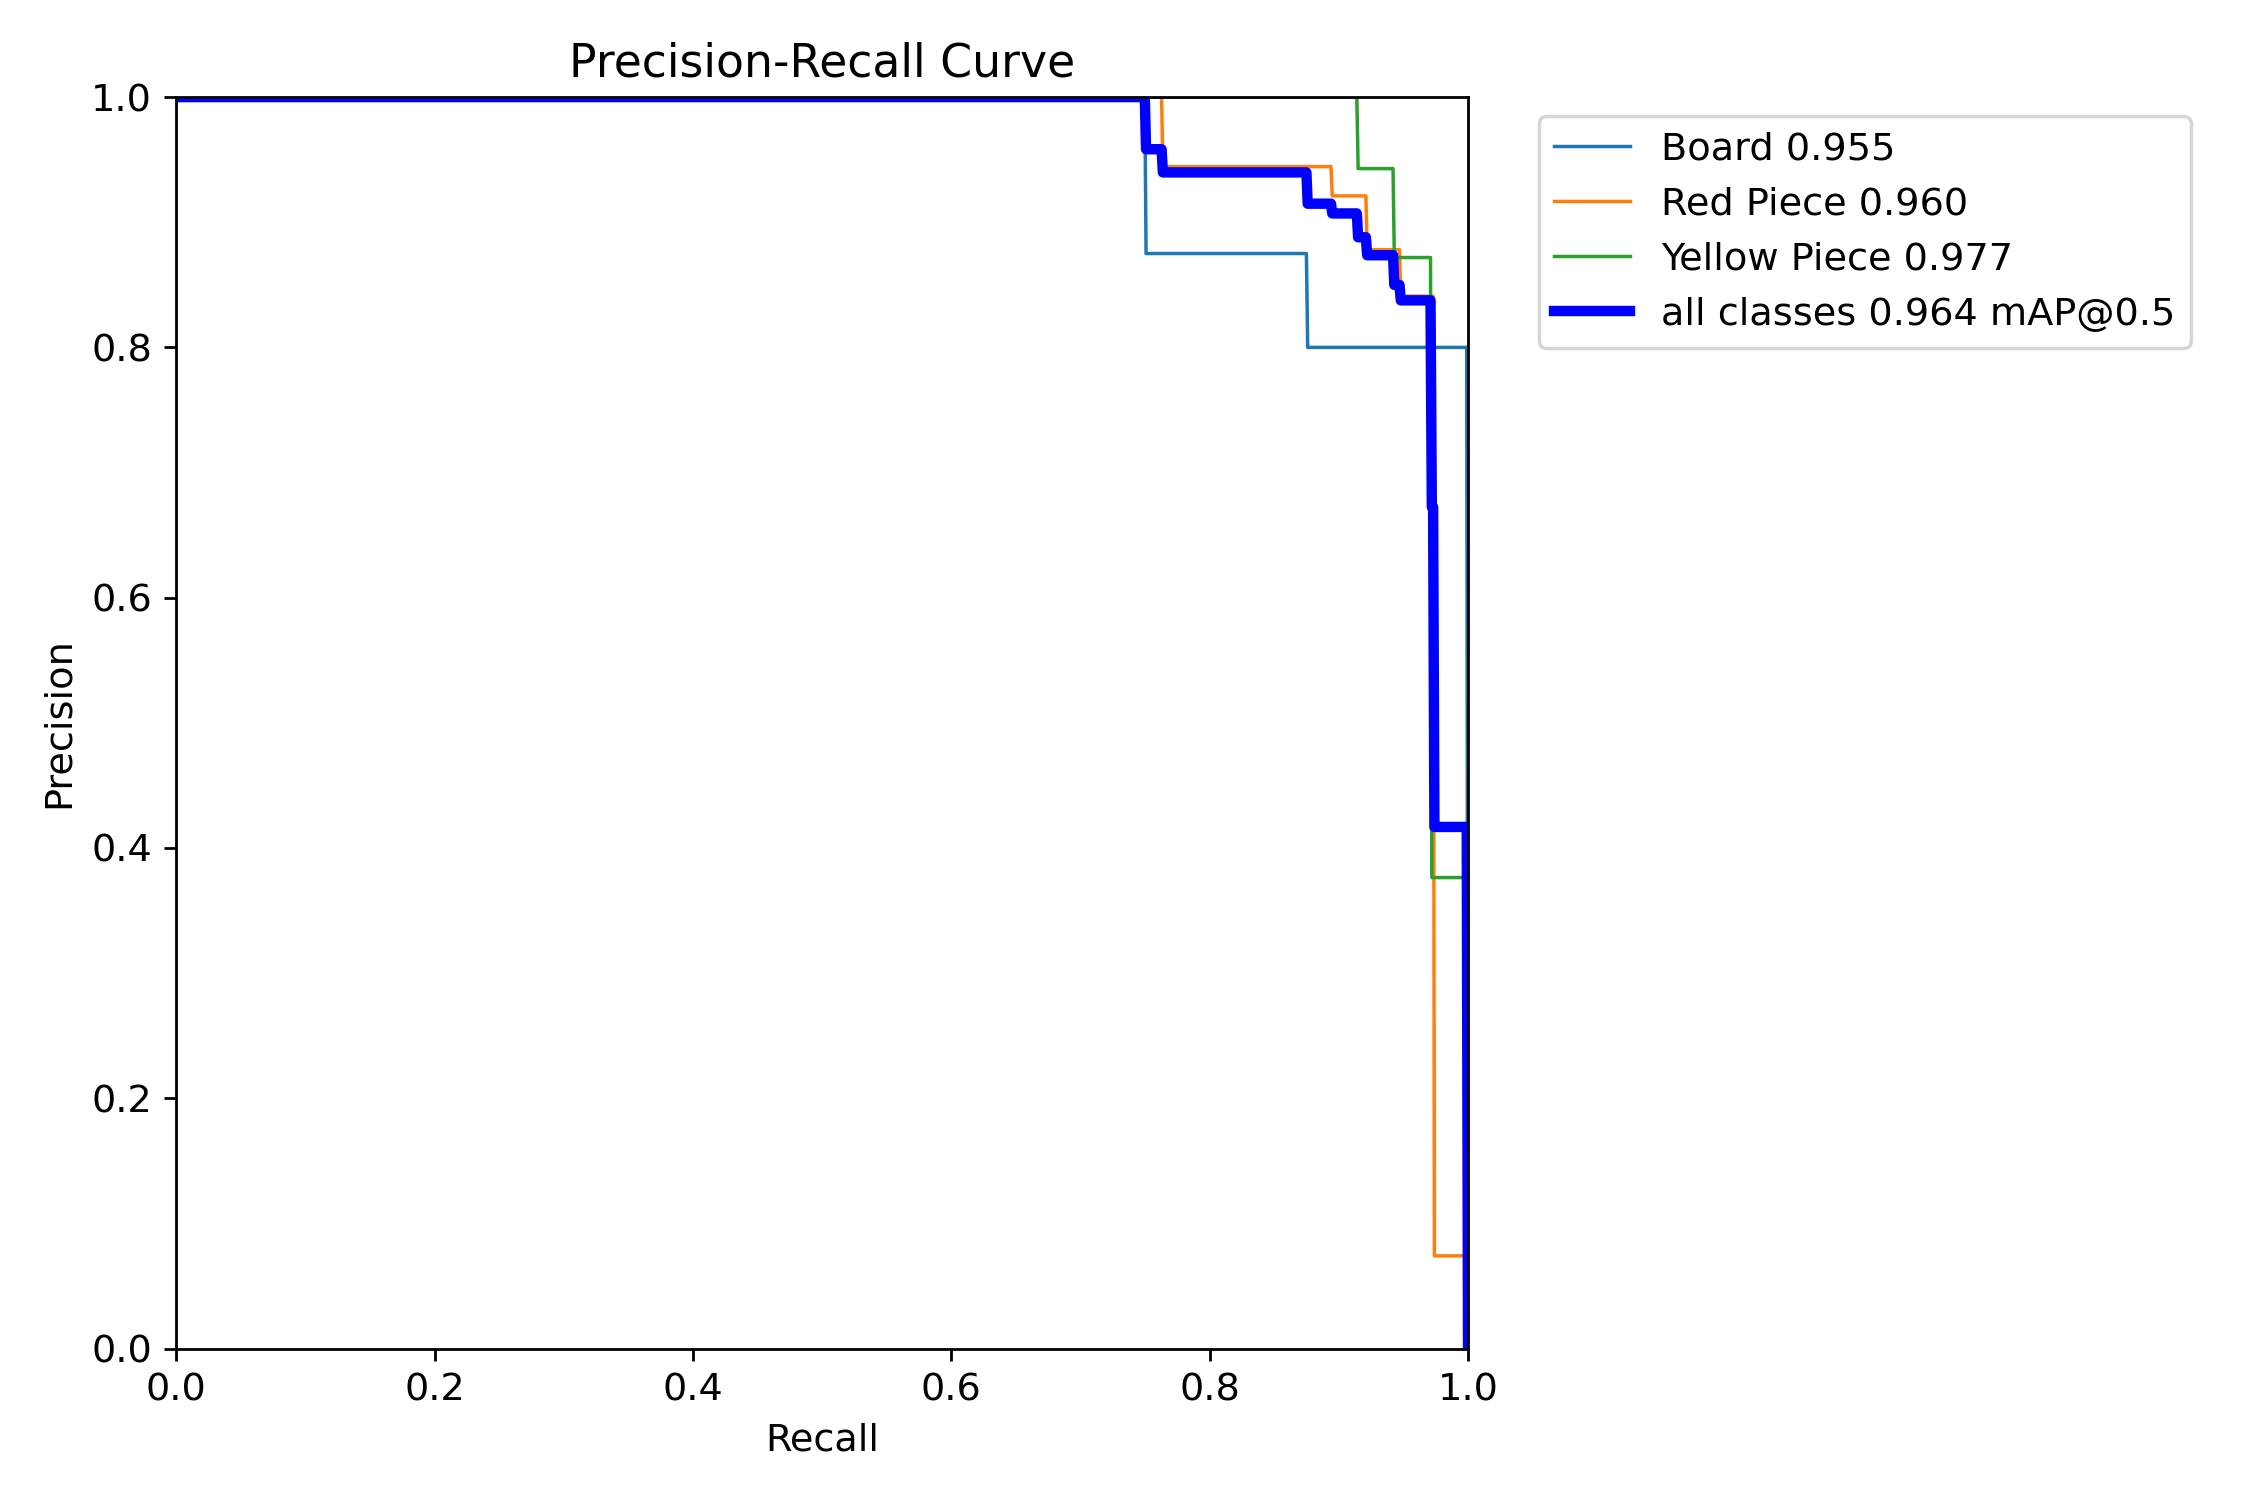 Precision-Recall Curve
1.0
0.8
0.6
0.4
0.2
0.0
Precision
0.0 0.2 0.4 0.6 0.8 1.0
Recall
Board 0.955
Red Piece 0.960
Yellow Piece 0.977
all classes 0.964 mAP@0.5